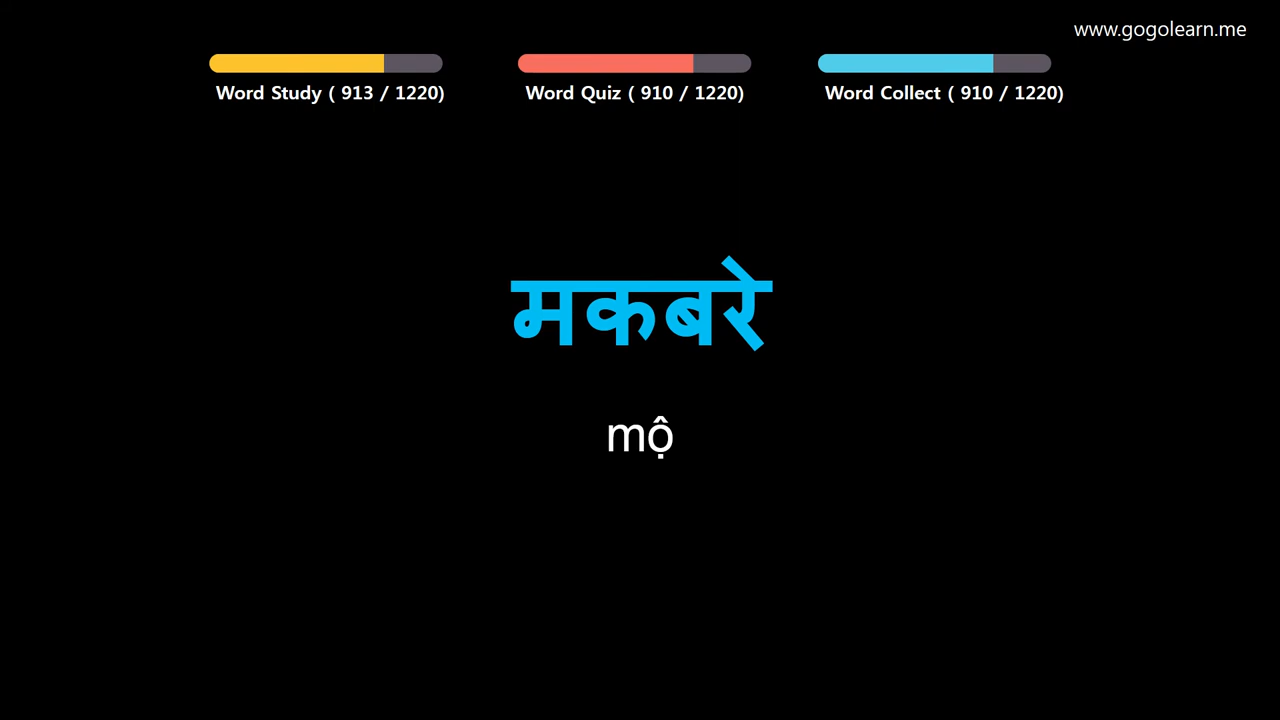 www.gogolearn.me
Word Study ( 913 / 1220)
Word Quiz ( 910 / 1220)
Word Collect ( 910 / 1220)
मकबरे
mộ